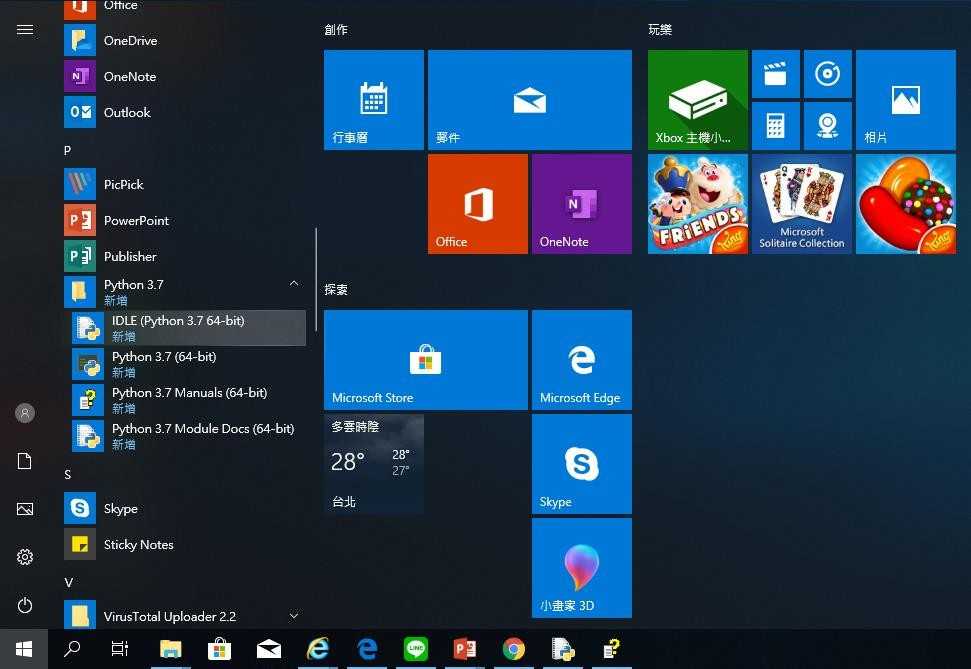 Office
OneDrive
OneNote
Outlook
P
PicPick
PowerPoint
Publisher
Python 3.7
新增
IDLE (Python 3.7 64-bit)
新增
Python 3.7 (64-bit)
新增
Python 3.7 Manuals (64-bit)
新增
Python 3.7 Module Docs (64-bit)
新增
S
Skype
Sticky Notes
V
VirusTotal Uploader 2.2
創作
行事曆
郵件
Office
OneNote
探索
Microsoft Store
Microsoft Edge
多雲時陰
28°
28°
27°
台北
Skype
小畫家 3D
玩樂
Xbox 主機小...
相片
FRIENDS
King
Microsoft
Solitaire Collection
King
LINE